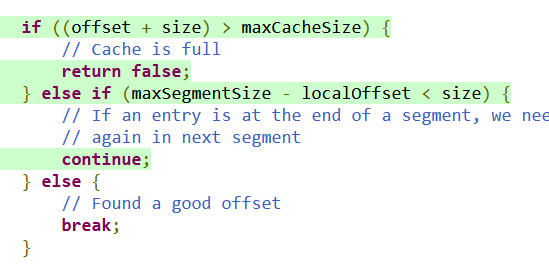 if ((offset + size) > maxCacheSize) {
// Cache is full
return false;
} else if (maxSegmentSize - localOffset < size) {
// If an entry is at the end of a segment, we
// again in next segment
continue;
} else {
// Found a good offset
break;
}